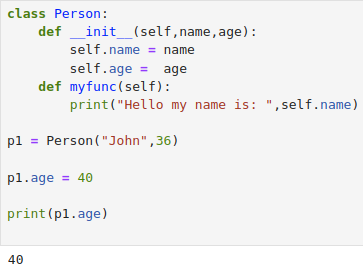 class Person:
    def __init__(self,name,age):
        self.name = name
        self.age =  age
    def myfunc(self):
        print("Hello my name is: ",self.name)
p1 = Person("John",36)
p1.age = 40
print(p1.age)
40